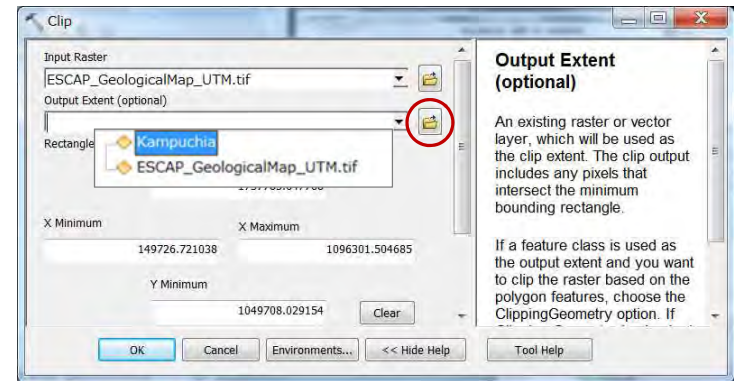 Clip
Input Raster
ESCAP_GeologicalMap_UTM.tif
Output Extent (optional)
Rectangle
Kampuchia
ESCAP_GeologicalMap_UTM.tif
X Minimum
X Maximum
149726.721038
1096301.504685
Y Minimum
1049708.029154
Clear
OK
Cancel
Environments...
<< Hide Help
Output Extent
(optional)
An existing raster or vector
layer, which will be used as
the clip extent. The clip output
includes any pixels that
intersect the minimum
bounding rectangle.
If a feature class is used as
the output extent and you want
to clip the raster based on the
polygon features, choose the
ClippingGeometry option. If
Tool Help